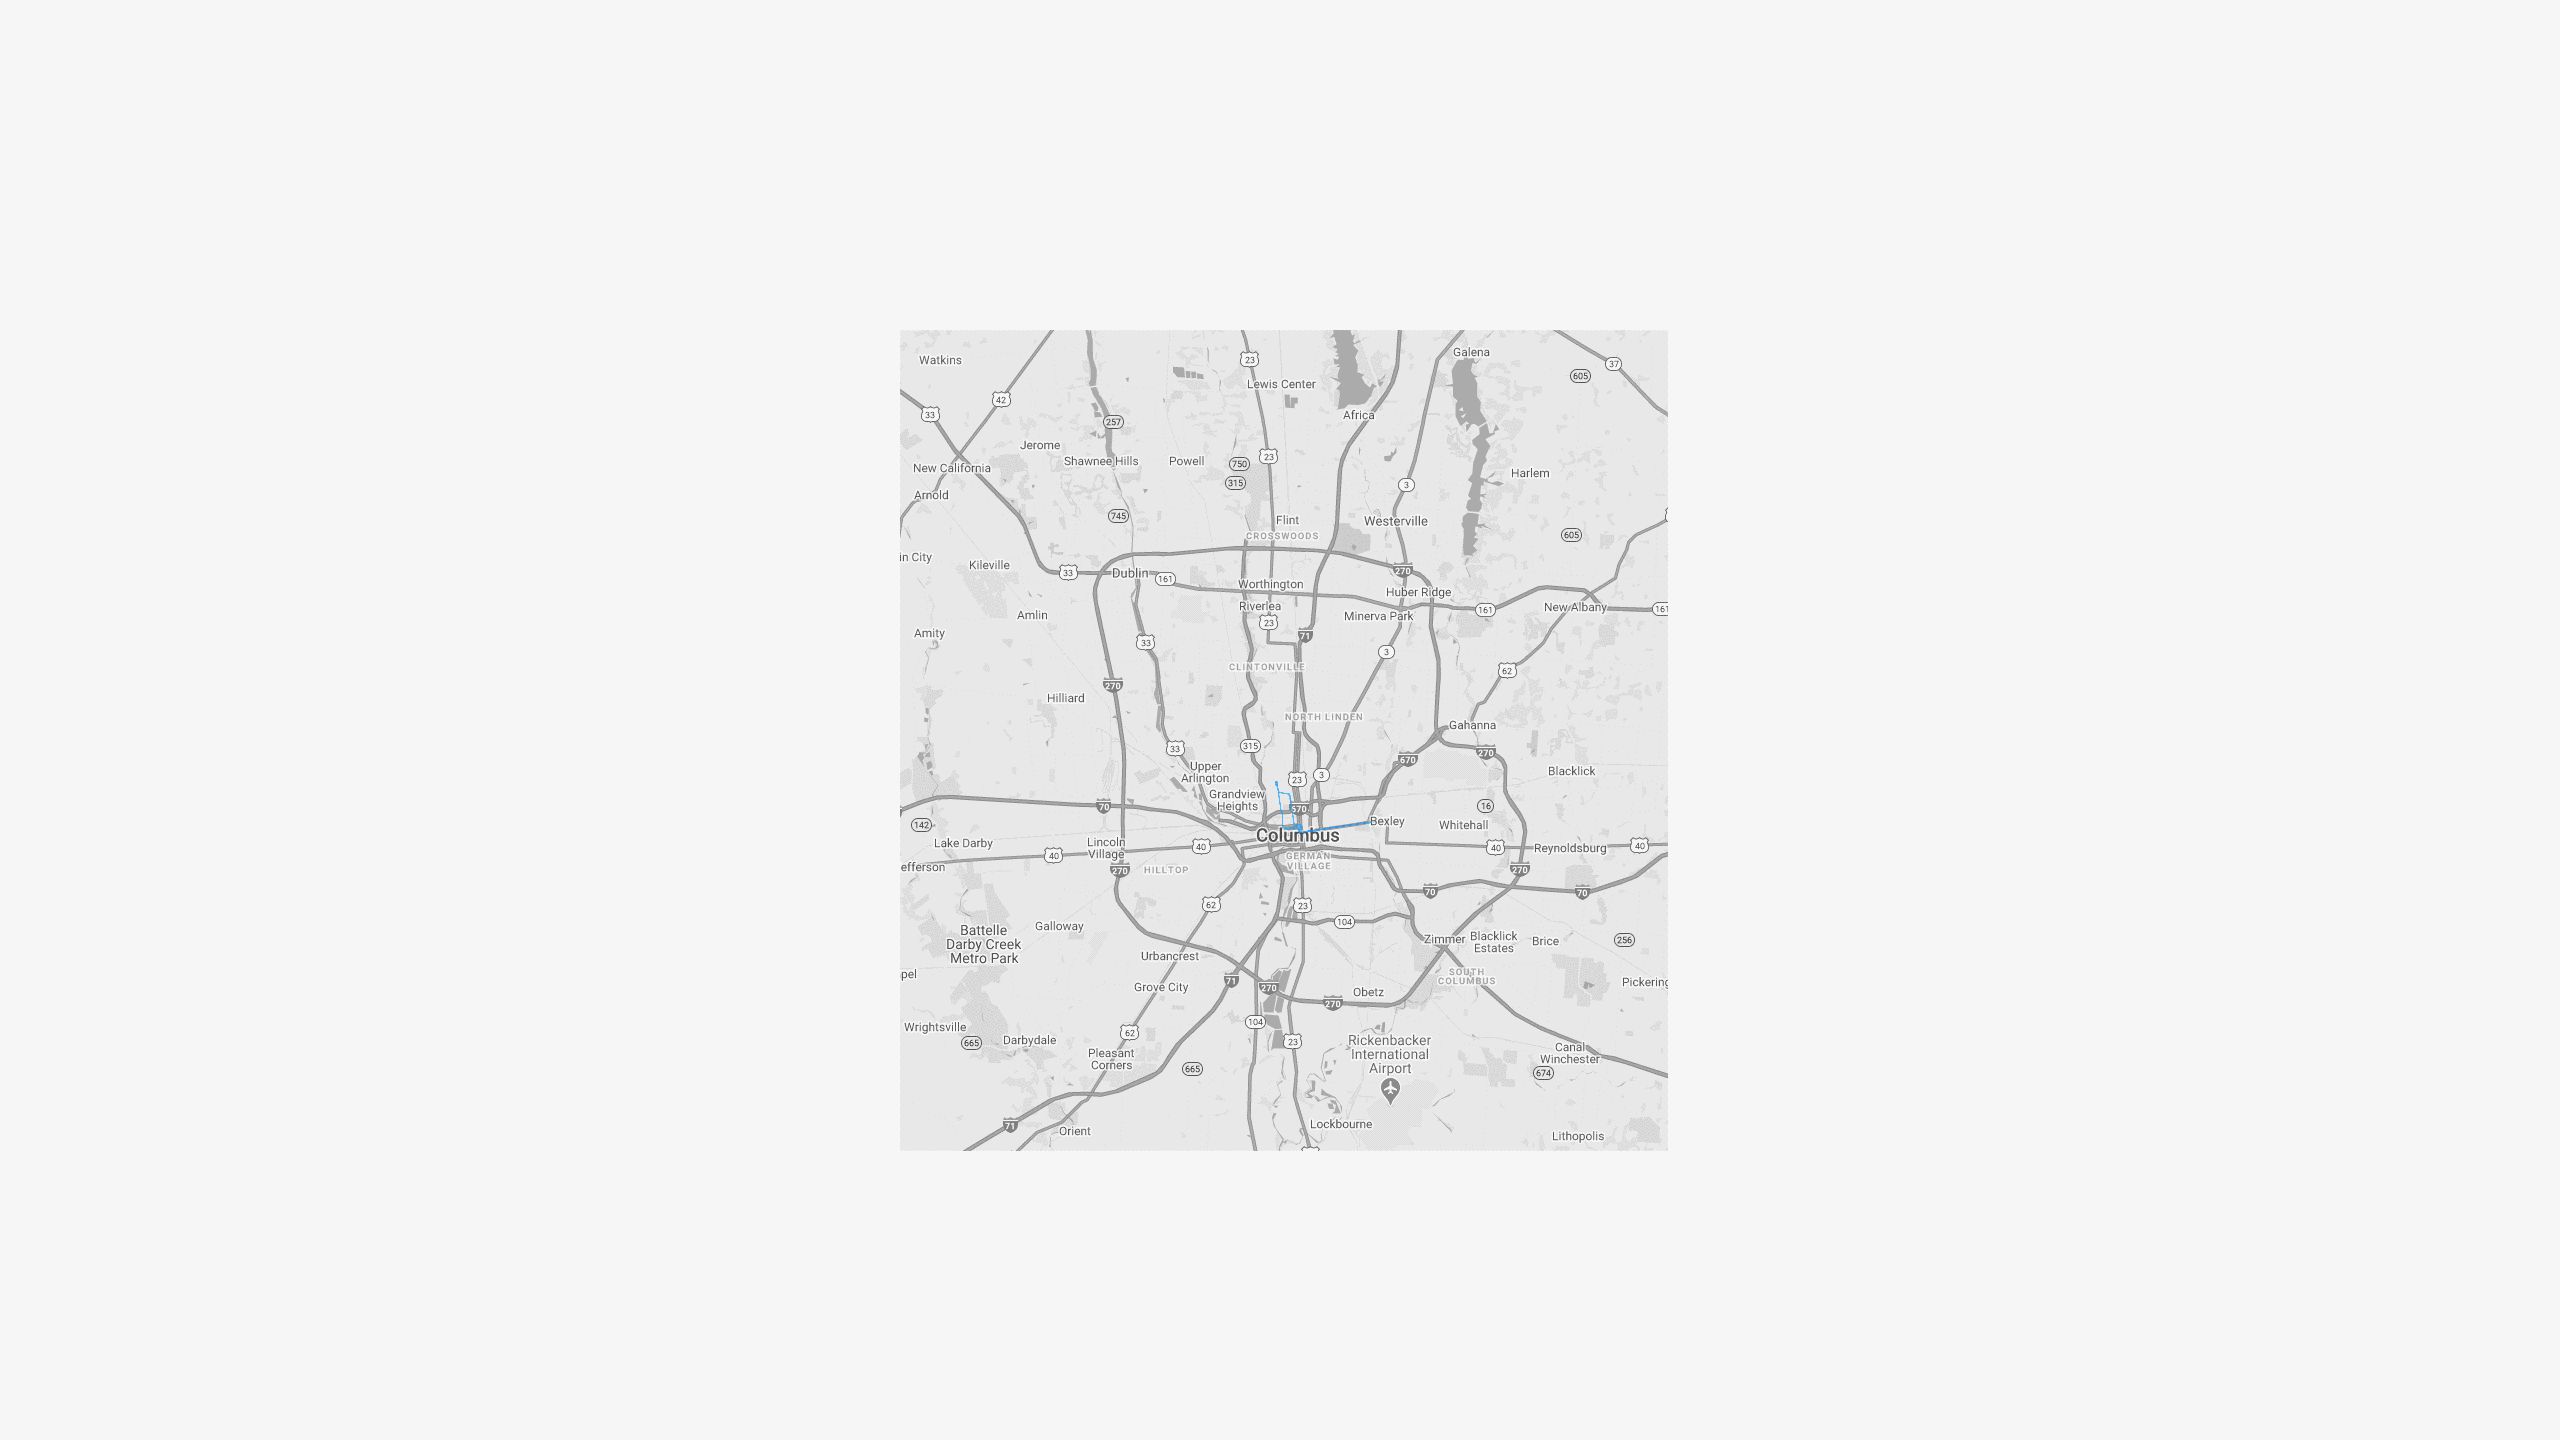 Watkins
23
Galena
37
605
Lewis Center
42
33
Africa
257
Jerome
Shawnee Hills
Powell
750
23
New California
315
Harlem
3
Arnold
745
Flint
Westerville
CROSSWOODS
605
in City
Kileville
33
Dublin
161
270
Worthington
Huber Ridge
Riverlea
New Albany
161
161
Amlin
23
Minerva Park
Amity
71
33
3
CLINTONVILLE
62
270
Hilliard
NORTH LINDEN
Gahanna
33
315
270
670
Upper
Arlington
23
3
Blacklick
Grandview
Heights
70
670
16
142
Bexley
Whitehall
Columbus
Lake Darby
Lincoln
Village
40
40
40
Reynoldsburg
40
GERMAN
VILLAGE
efferson
270
HILLTOP
270
70
70
62
23
104
Galloway
Battelle
Darby Creek
Metro Park
Zimmer
Blacklick
Estates
Brice
256
Urbancrest
pel
SOUTH
COLUMBUS
71
Grove City
270
Obetz
Pickering
270
104
Wrightsville
62
665
Darbydale
23
Rickenbacker
International
Airport
Pleasant
Corners
Canal
Winchester
665
674
71
Orient
Lockbourne
Lithopolis